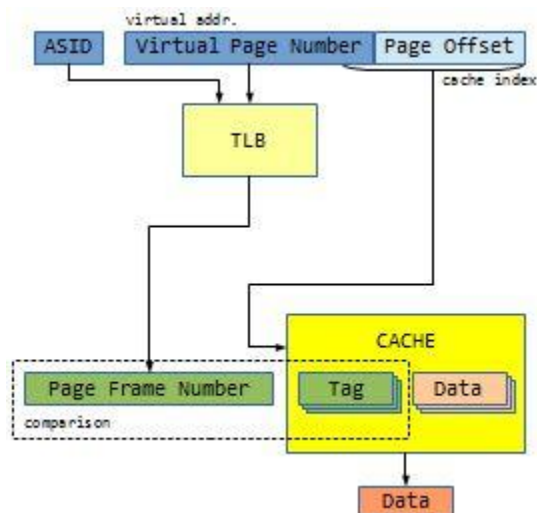 virtual addr.
ASID
Virtual Page Number
Page Offset
cache index
TLB
CACHE
Page Frame Number
Tag
Data
comparison
Data